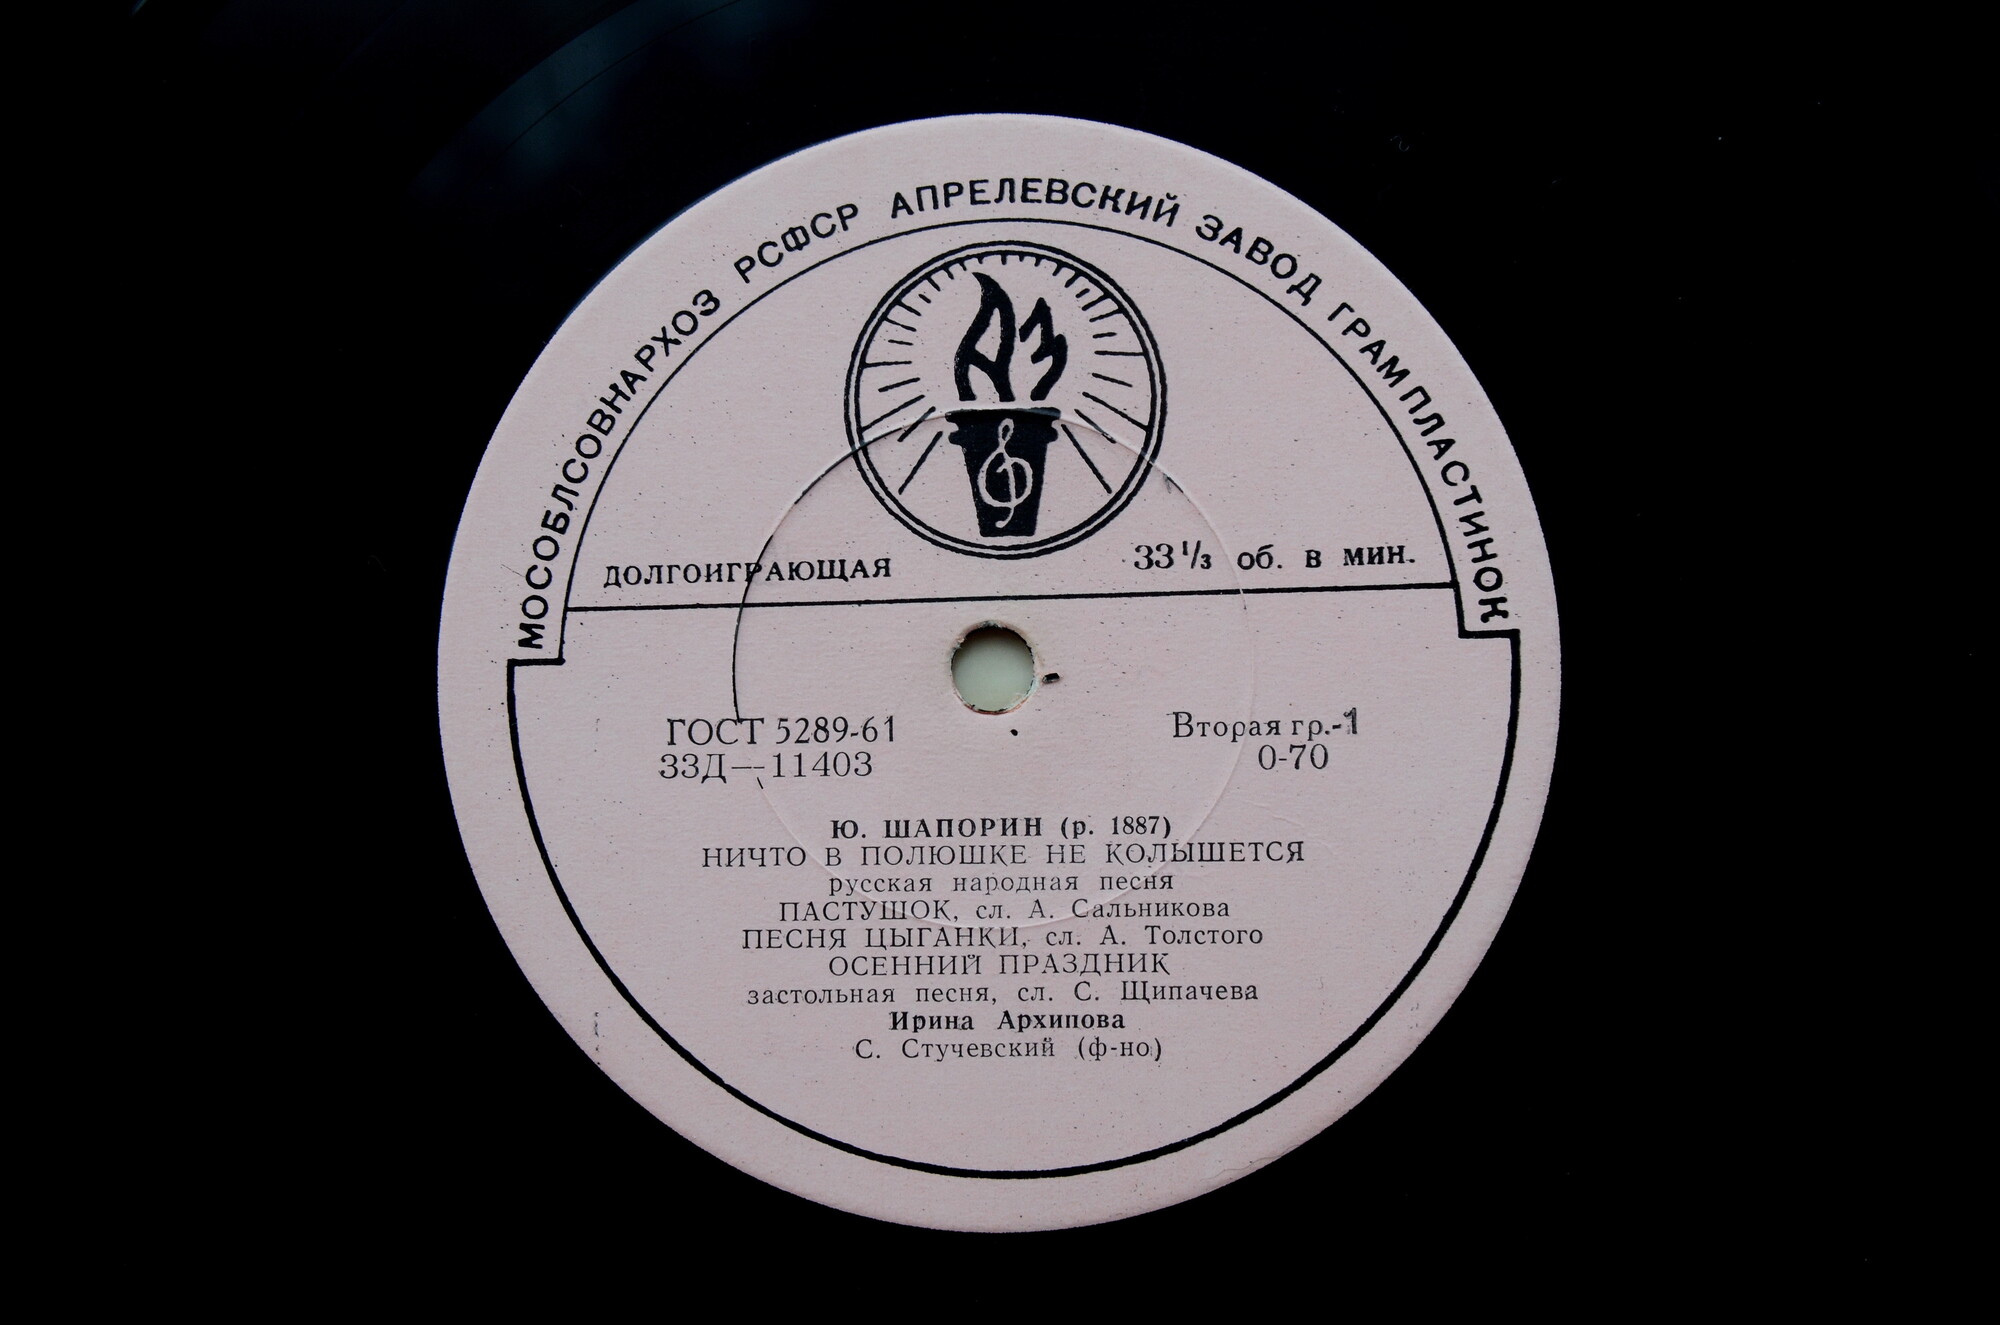 МОСОБЛСОВНАРХОЗ РСФСР АПРЕЛЕВСКИЙ ЗАВОД ГРАМПЛАСТИНОК
АЗ
ДОЛГОИГРАЮЩАЯ 33 1/3 об. в мин.
ГОСТ 5289-61 Вторая гр.-1
33Д—11403 0-70
Ю. ШАПОРИН (р. 1887)
НИЧТО В ПОЛЮШКЕ НЕ КОЛЫШЕТСЯ
русская народная песня
ПАСТУШОК, сл. А. Сальникова
ПЕСНЯ ЦЫГАНКИ, сл. А. Толстого
ОСЕННИЙ ПРАЗДНИК
застольная песня, сл. С. Щипачева
Ирина Архипова
С. Стучевский (ф-но)